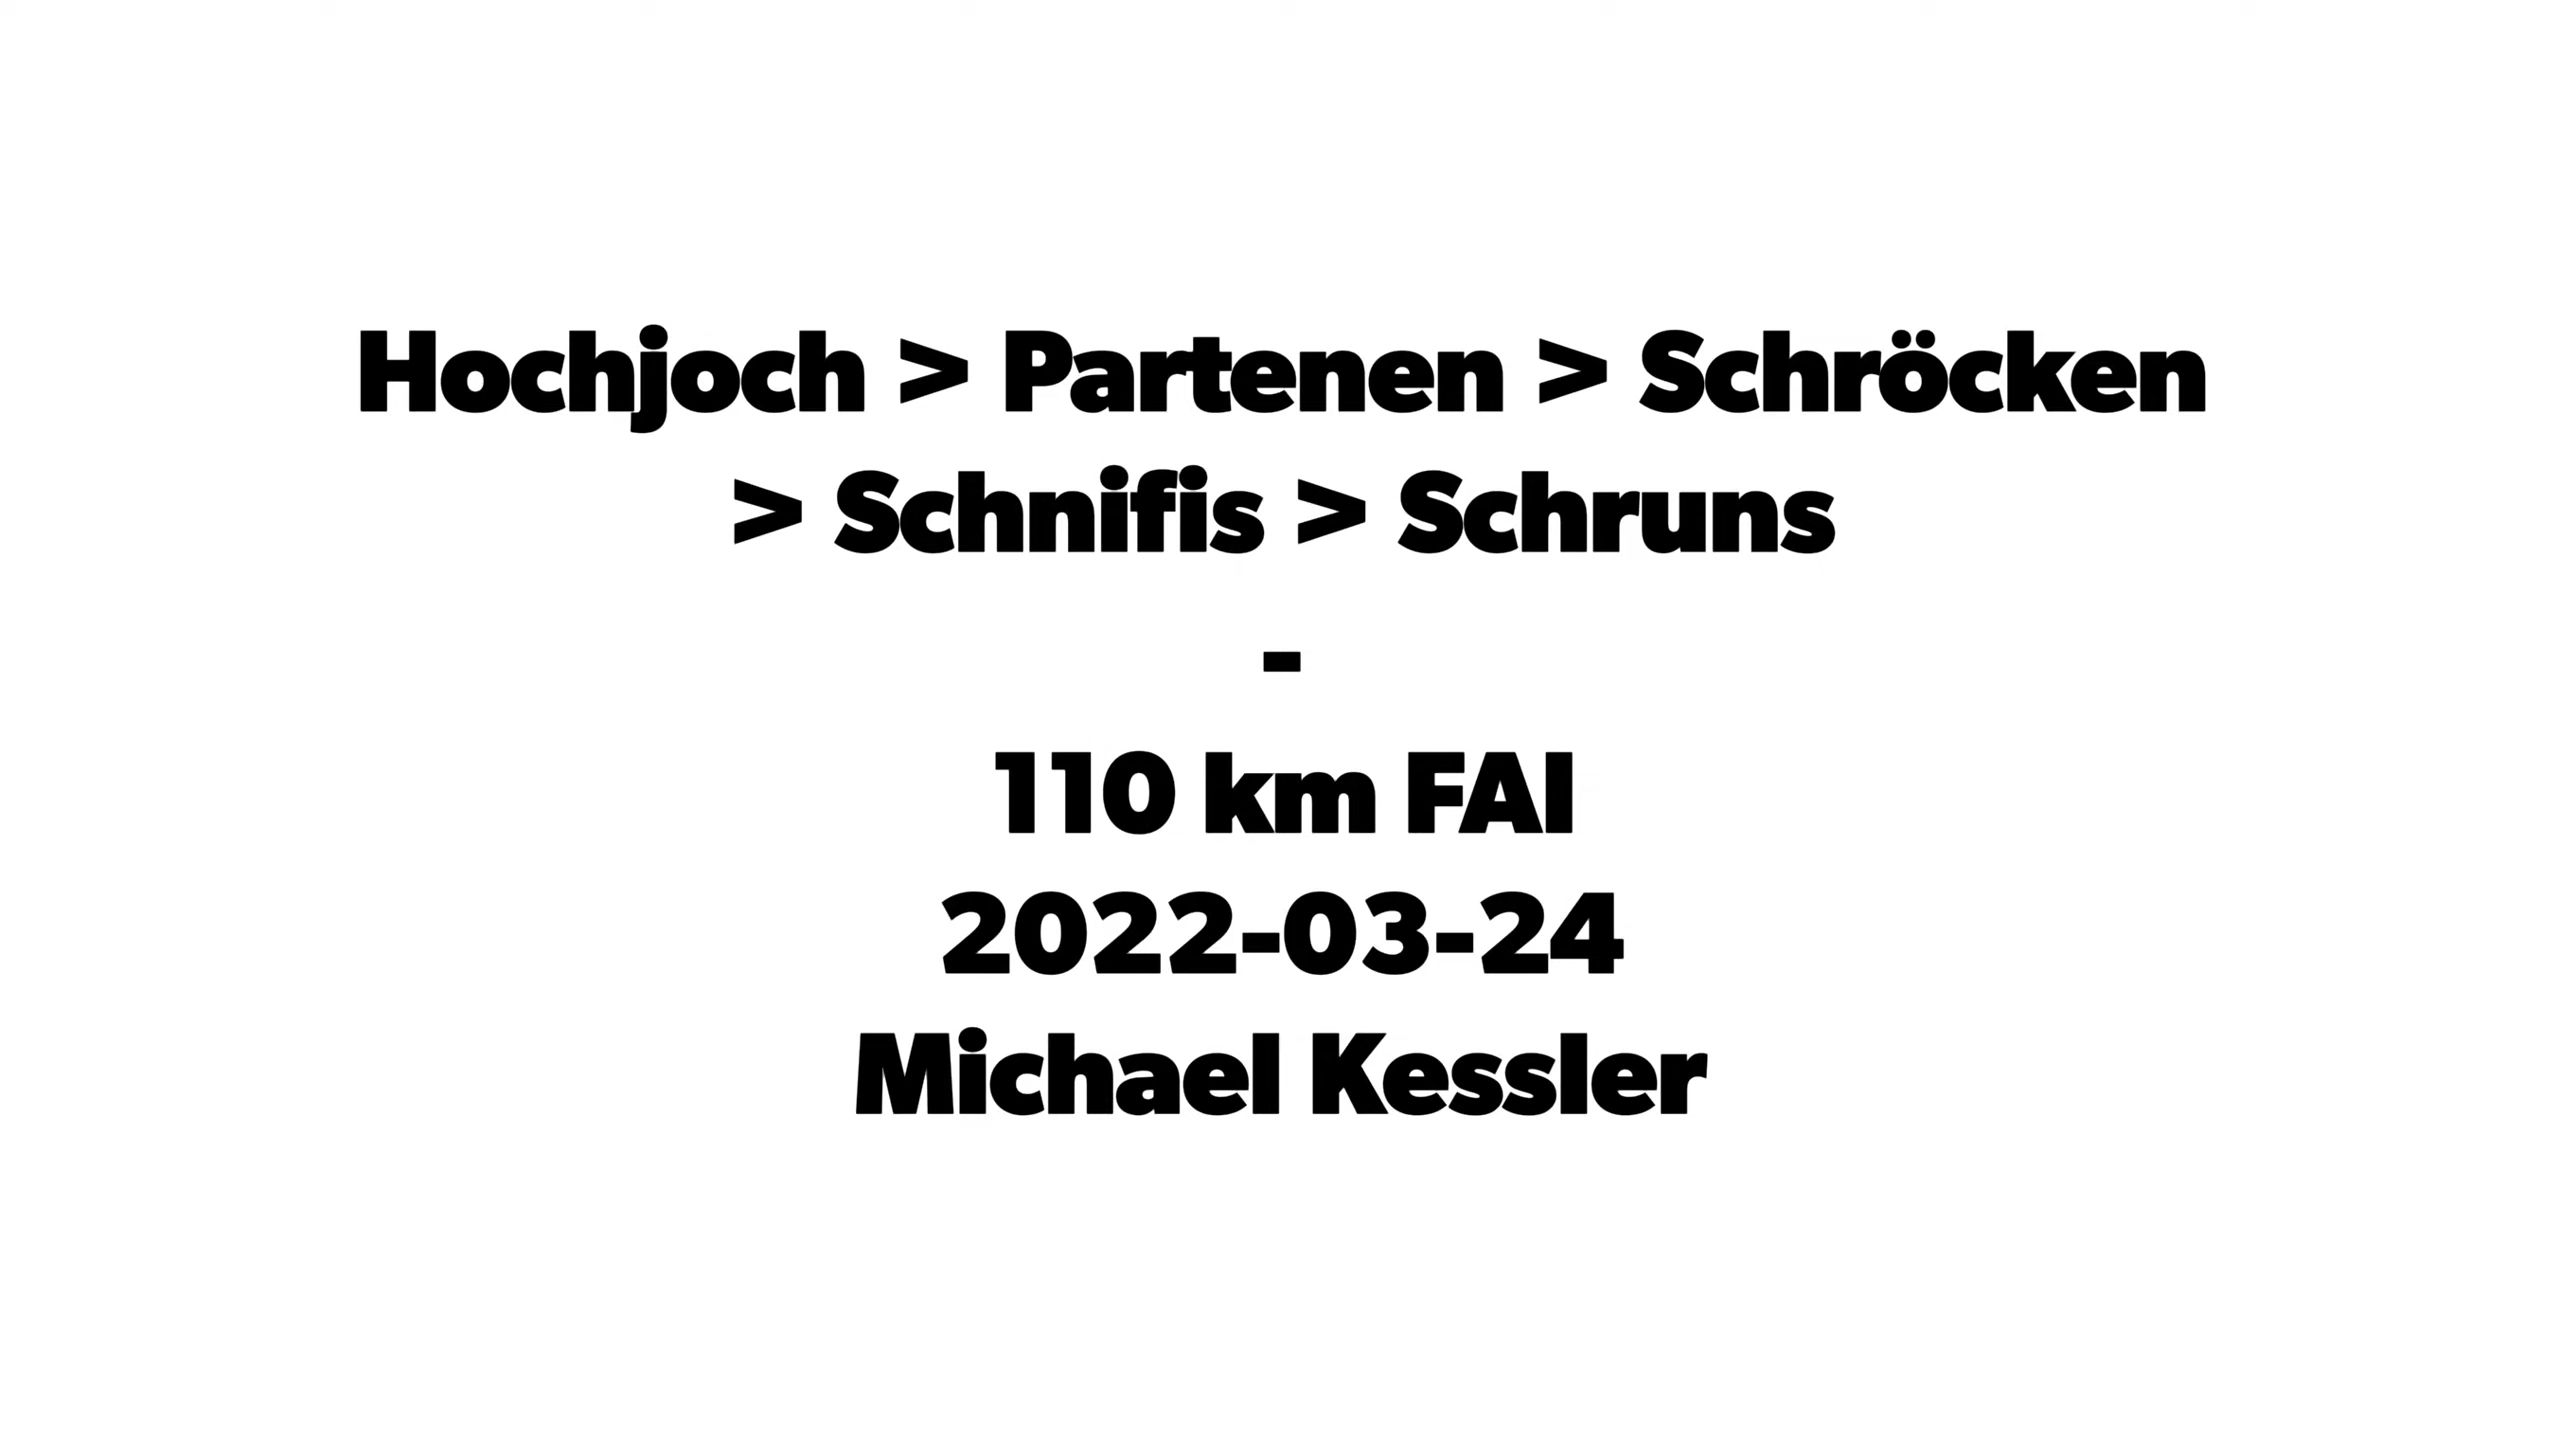 Hochjoch > Partenen > Schröcken
> Schnifis > Schruns
-
110 km FAI
2022-03-24
Michael Kessler